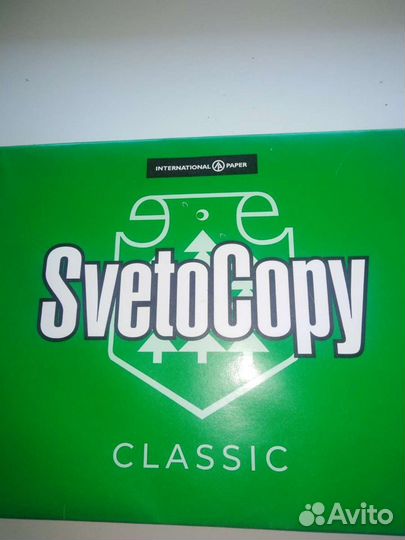 INTERNATIONAL PAPER
SvetoCopy
CLASSIC
Avito